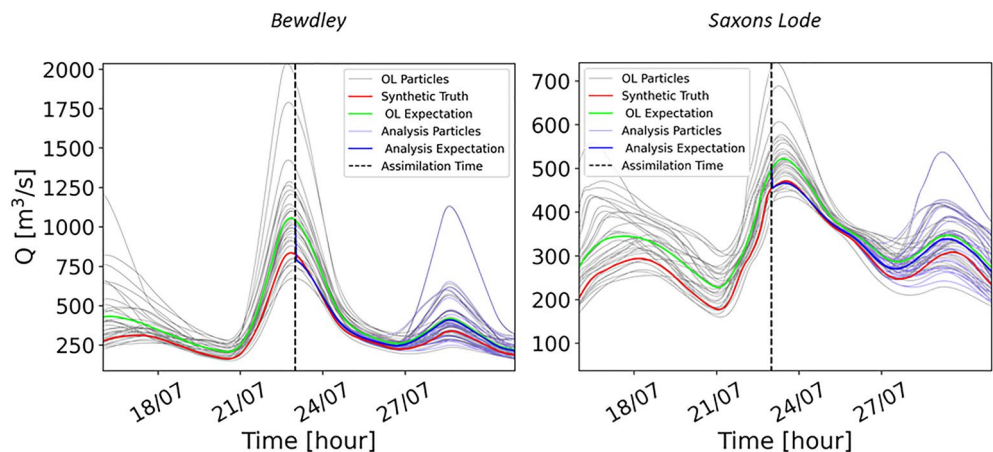 Bewdley
Saxons Lode
2000
1750
1500
1250
1000
750
500
250
Q [m³/s]
OL Particles
Synthetic Truth
OL Expectation
Analysis Particles
Analysis Expectation
Assimilation Time
18/07
21/07
24/07
27/07
Time [hour]
700
600
500
400
300
200
100
OL Particles
Synthetic Truth
OL Expectation
Analysis Particles
Analysis Expectation
Assimilation Time
18/07
21/07
24/07
27/07
Time [hour]